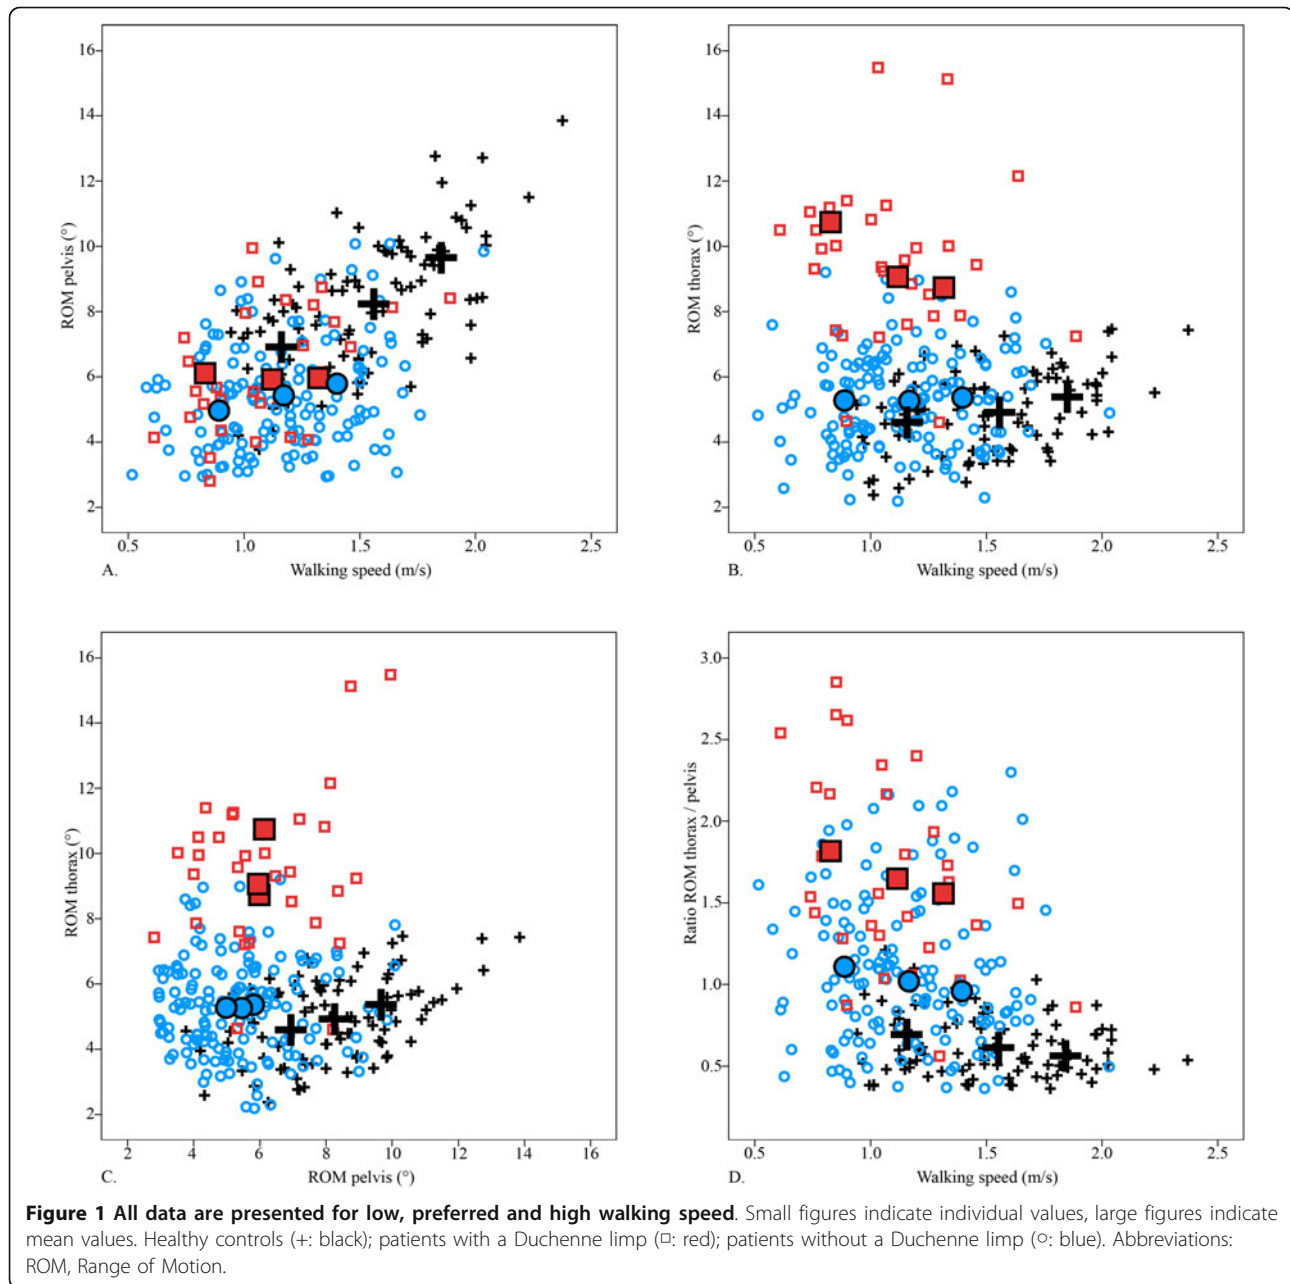 16
14
12
10
8
6
4
2
ROM pelvis (°)
0.5 1.0 1.5 2.0 2.5
A. Walking speed (m/s)
16
14
12
10
8
6
4
2
ROM thorax (°)
0.5 1.0 1.5 2.0 2.5
B. Walking speed (m/s)
16
14
12
10
8
6
4
2
ROM thorax (°)
2 4 6 8 10 12 14 16
C. ROM pelvis (°)
3.0
2.5
2.0
1.5
1.0
0.5
Ratio ROM thorax / pelvis
0.5 1.0 1.5 2.0 2.5
D. Walking speed (m/s)
Figure 1 All data are presented for low, preferred and high walking speed. Small figures indicate individual values, large figures indicate
mean values. Healthy controls (+: black); patients with a Duchenne limp (□: red); patients without a Duchenne limp (○: blue). Abbreviations:
ROM, Range of Motion.